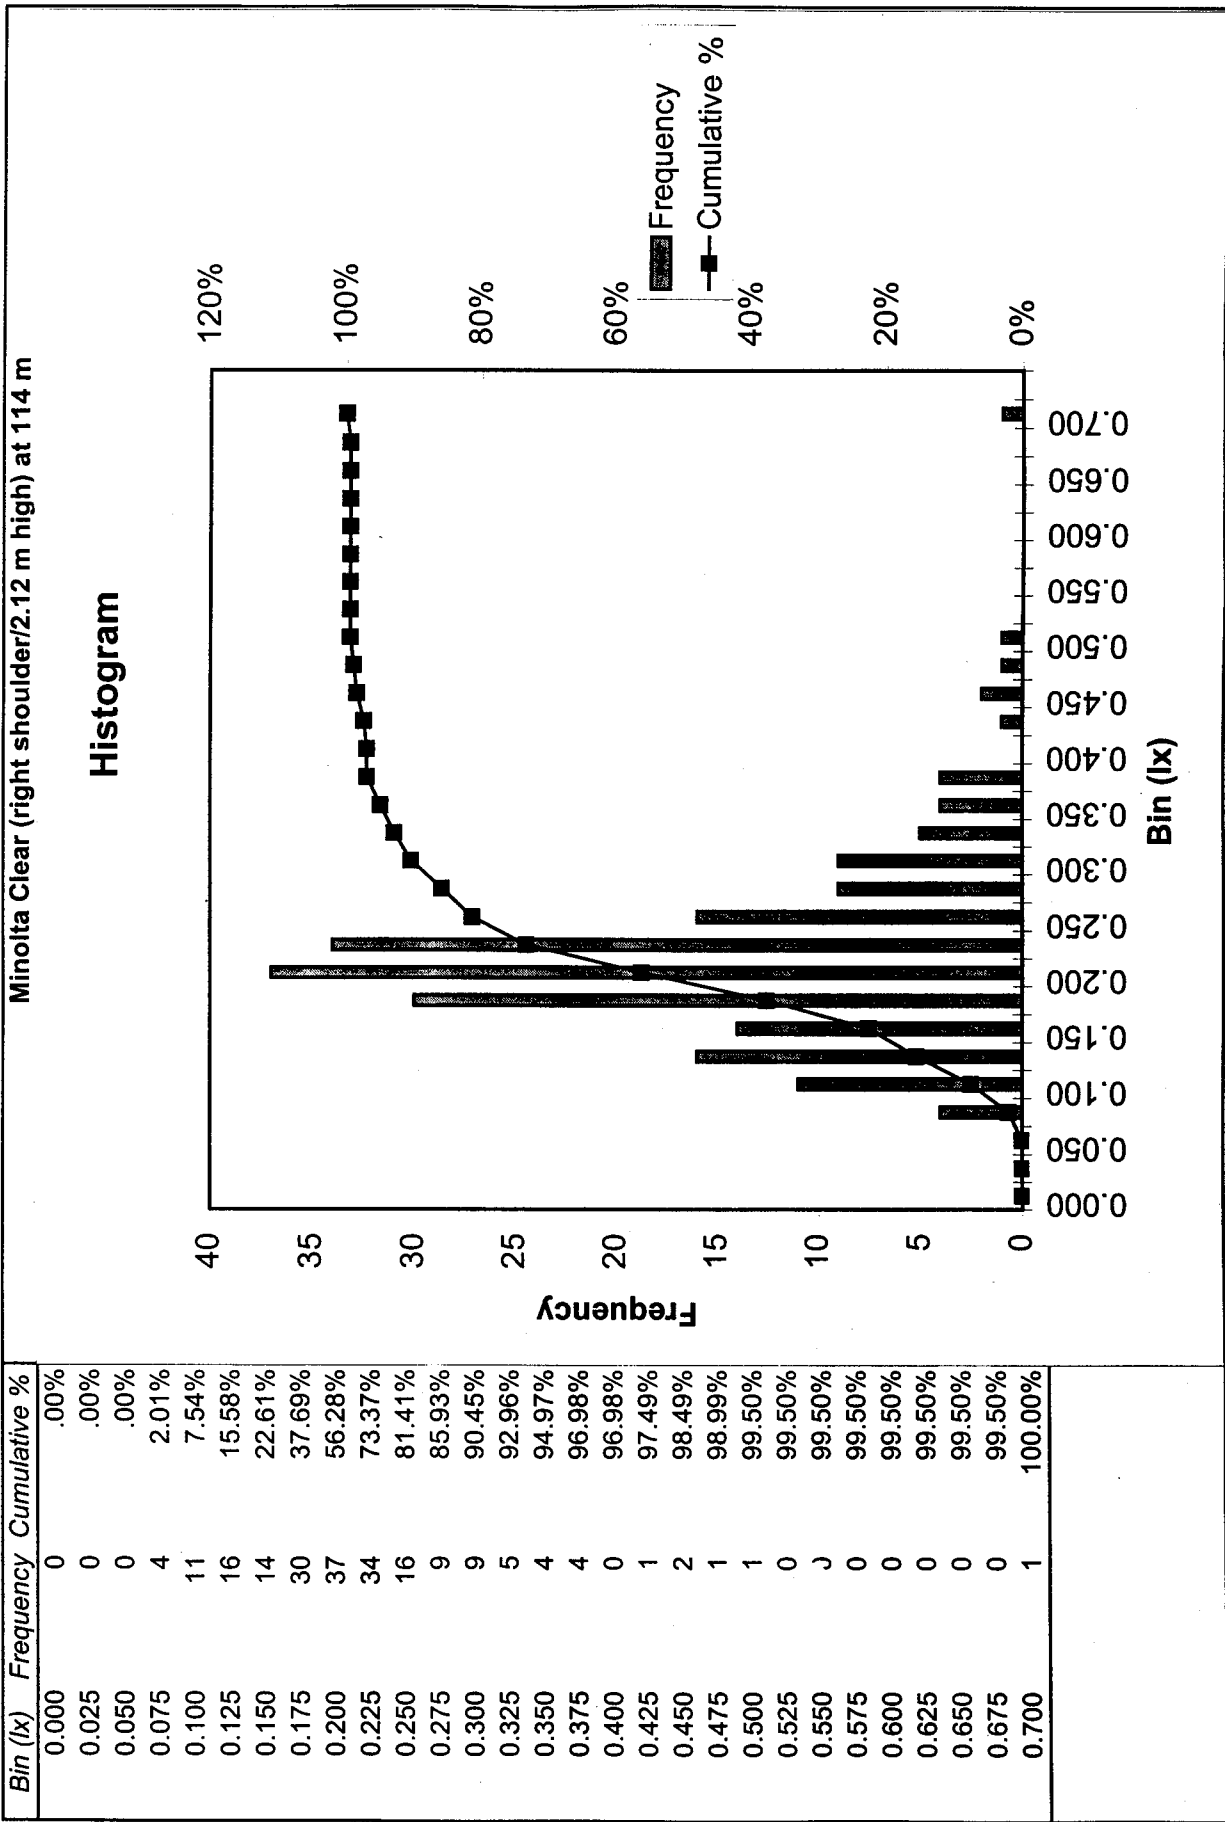 Minolta Clear (right shoulder/2.12 m high) at 114 m
Bin (lx) Frequency Cumulative %
0.000 0 .00%
0.025 0 .00%
0.050 0 .00%
0.075 4 2.01%
0.100 11 7.54%
0.125 16 15.58%
0.150 14 22.61%
0.175 30 37.69%
0.200 37 56.28%
0.225 34 73.37%
0.250 16 81.41%
0.275 9 85.93%
0.300 9 90.45%
0.325 5 92.96%
0.350 4 94.97%
0.375 4 96.98%
0.400 0 96.98%
0.425 1 97.49%
0.450 2 98.49%
0.475 1 98.99%
0.500 1 99.50%
0.525 0 99.50%
0.550 99.50%
0.575 0 99.50%
0.600 0 99.50%
0.625 0 99.50%
0.650 0 99.50%
0.675 0 99.50%
0.700 1 100.00%
Histogram
Frequency
40
35
30
25
20
15
10
5
0
120%
100%
80%
60%
40%
20%
0%
0.000 0.050 0.100 0.150 0.200 0.250 0.300 0.350 0.400 0.450 0.500 0.550 0.600 0.650 0.700
Bin (lx)
Frequency
Cumulative %